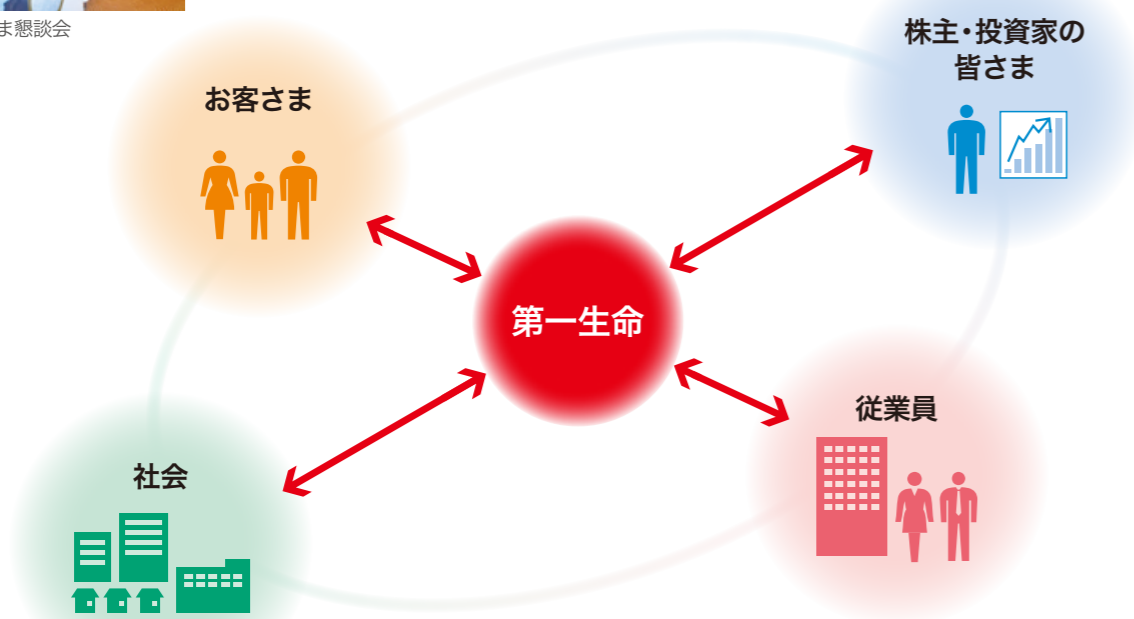 ま懇談会
株主・投資家の
皆さま
お客さま
第一生命
従業員
社会